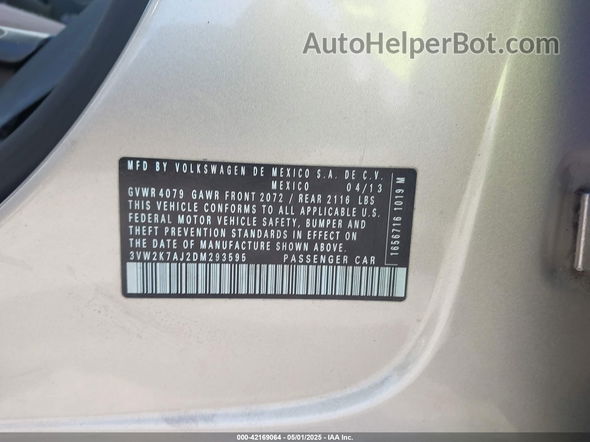 AutoHelperBot.com
MFD BY VOLKSWAGEN DE MEXICO S.A. DE C.V.
MEXICO 04/13
GVWR 4079 GAWR FRONT 2072 / REAR 2116 LBS
THIS VEHICLE CONFORMS TO ALL APPLICABLE U.S.
FEDERAL MOTOR VEHICLE SAFETY, BUMPER AND
THEFT PREVENTION STANDARDS IN EFFECT ON THE
DATE OF MANUFACTURE SHOWN ABOVE.
3VW2K7AJ2DM293595 PASSENGER CAR
1656716 1019 M
000-42169064 - 05/01/2025 - IAA Inc.